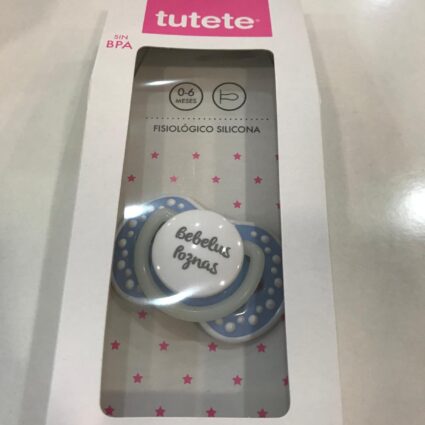 tutete®
SIN
BPA
0-6
MESES
FISIOLÓGICO SILICONA
Bebelus
Poznas